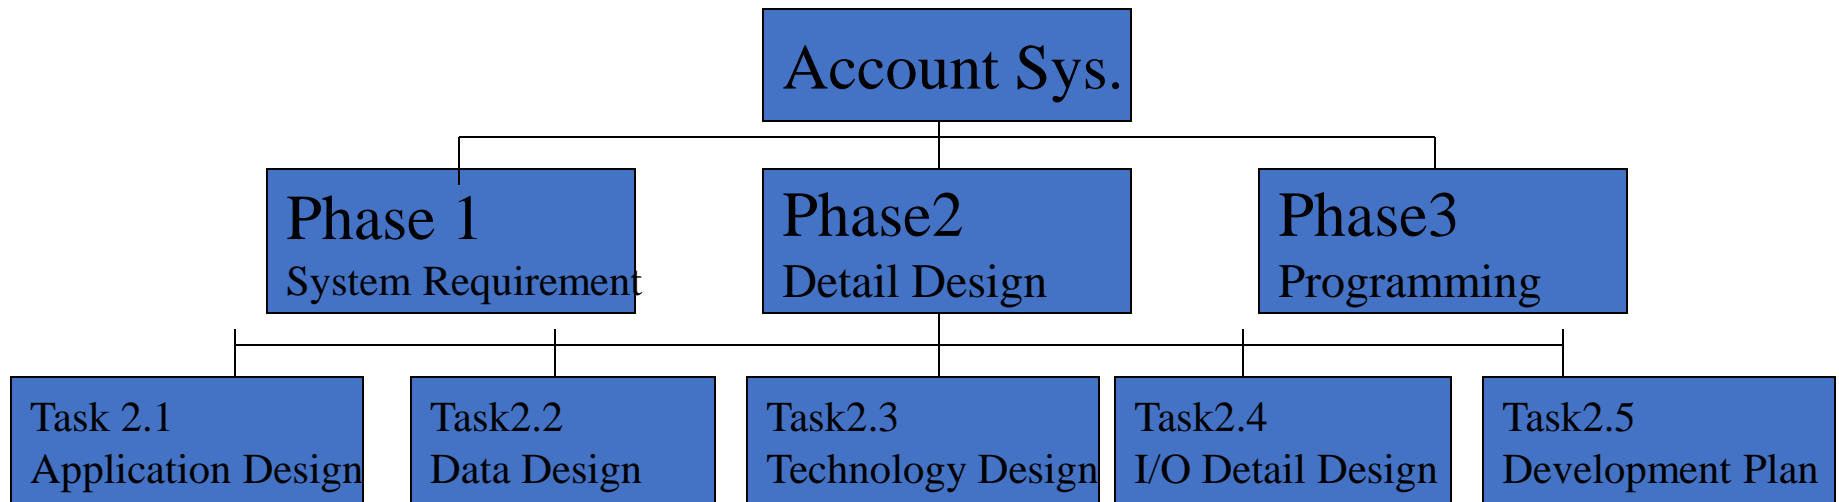 Account Sys.
Phase 1
System Requirement
Phase2
Detail Design
Phase3
Programming
Task 2.1
Application Design
Task2.2
Data Design
Task2.3
Technology Design
Task2.4
I/O Detail Design
Task2.5
Development Plan